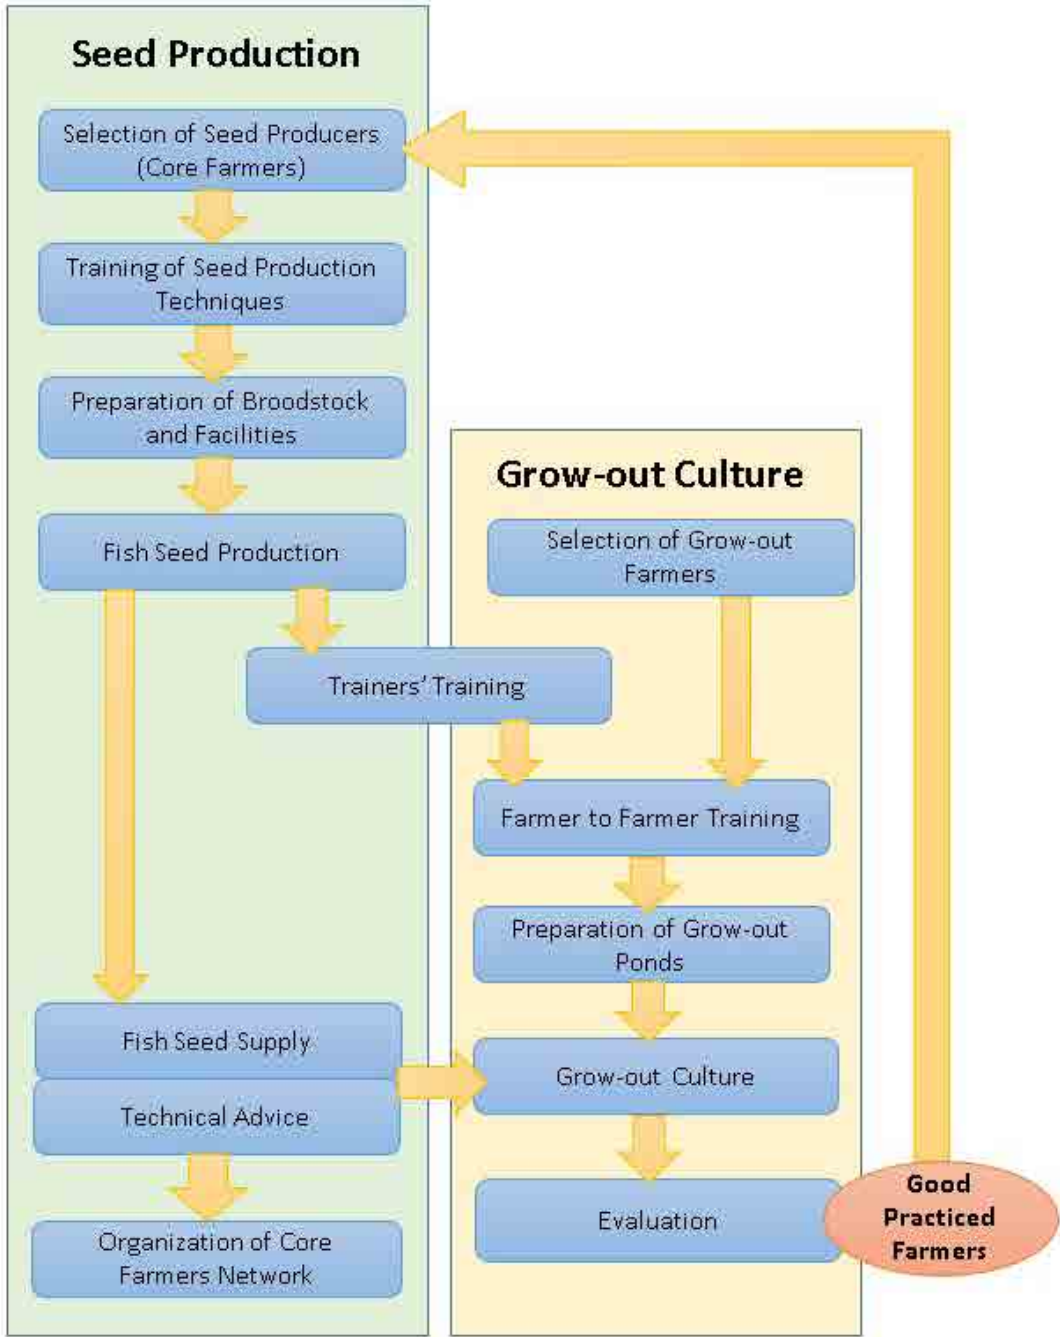 Seed Production
Selection of Seed Producers
(Core Farmers)
Training of Seed Production
Techniques
Preparation of Broodstock
and Facilities
Fish Seed Production
Grow-out Culture
Selection of Grow-out
Farmers
Trainers' Training
Farmer to Farmer Training
Preparation of Grow-out
Ponds
Fish Seed Supply
Technical Advice
Grow-out Culture
Organization of Core
Farmers Network
Evaluation
Good
Practiced
Farmers